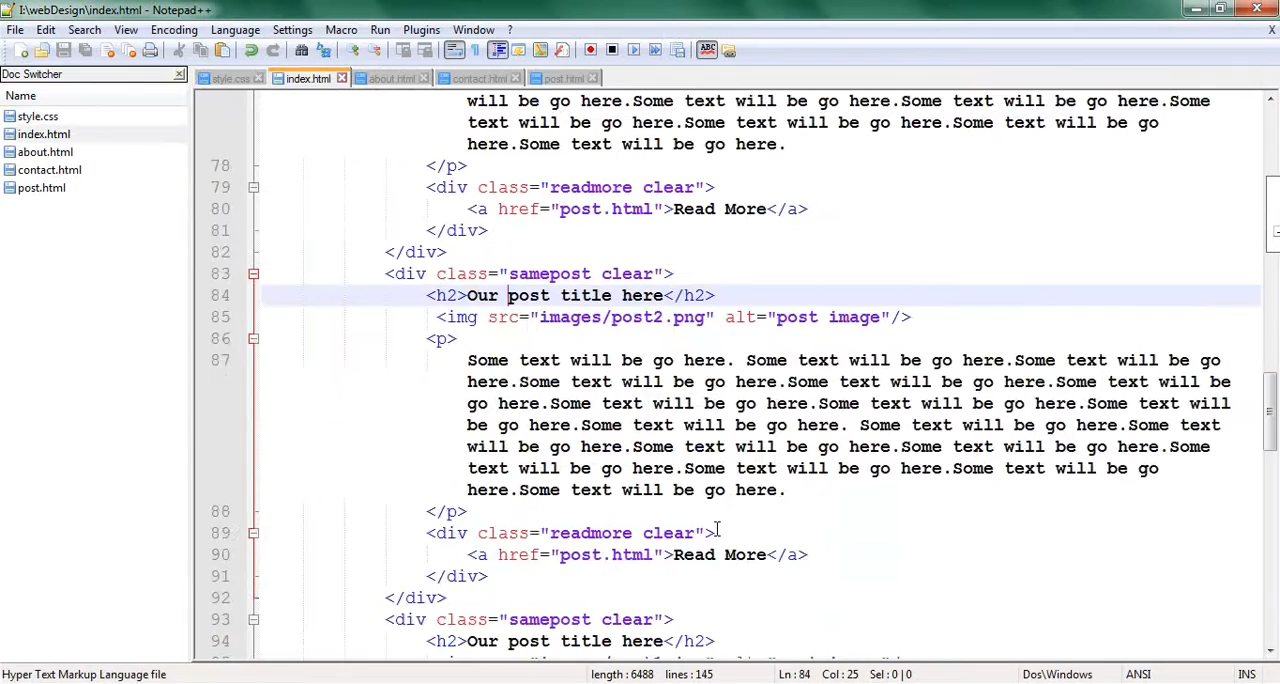 I:\webDesign\index.html - Notepad++
File Edit Search View Encoding Language Settings Macro Run Plugins Window ? X
ABC
Doc Switcher
style.css index.html about.html contact.html post.html
Name
style.css
index.html
about.html
contact.html
post.html
will be go here.Some text will be go here.Some text will be go here.Some
text will be go here.Some text will be go here.Some text will be go
here.Some text will be go here.
78 </p>
79 <div class="readmore clear">
80 <a href="post.html">Read More</a>
81 </div>
82 </div>
83 <div class="samepost clear">
84 <h2>Our post title here</h2>
85 <img src="images/post2.png" alt="post image"/>
86 <p>
87 Some text will be go here. Some text will be go here.Some text will be go
here.Some text will be go here.Some text will be go here.Some text will be
go here.Some text will be go here.Some text will be go here.Some text will
be go here.Some text will be go here. Some text will be go here.Some text
will be go here.Some text will be go here.Some text will be go here.Some
text will be go here.Some text will be go here.Some text will be go
here.Some text will be go here.
88 </p>
89 <div class="readmore clear">
90 <a href="post.html">Read More</a>
91 </div>
92 </div>
93 <div class="samepost clear">
94 <h2>Our post title here</h2>
Hyper Text Markup Language file length : 6488 lines : 145 Ln : 84 Col : 25 Sel : 0 | 0 Dos\Windows ANSI INS